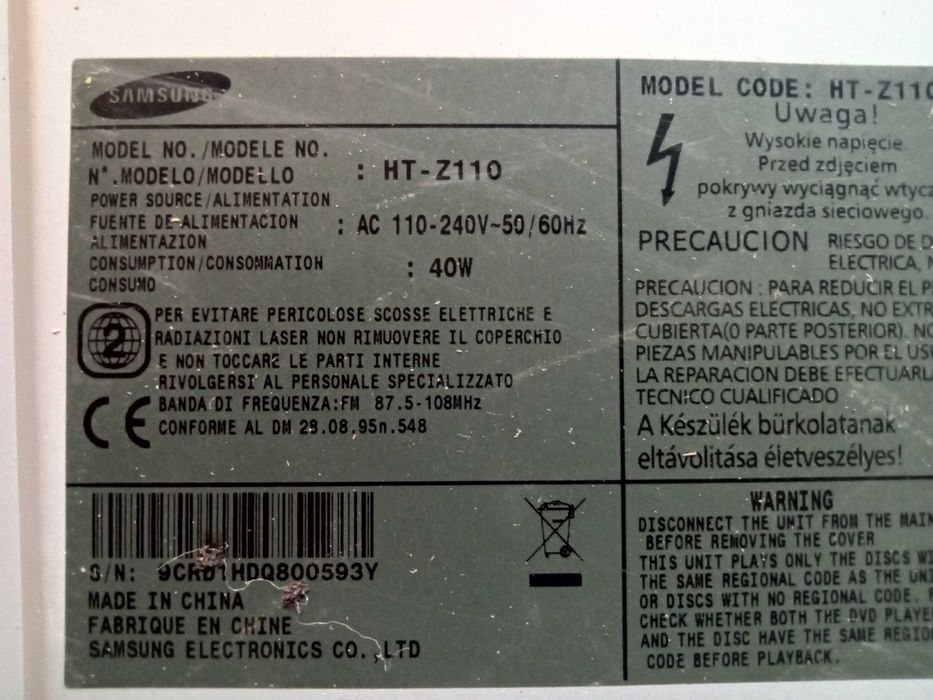 SAMSUNG
MODEL NO./MODELE NO.
N°.MODELO/MODELLO : HT-Z110
POWER SOURCE/ALIMENTATION
FUENTE DE ALIMENTACION : AC 110-240V~50/60Hz
ALIMENTAZION
CONSUMPTION/CONSOMMATION : 40W
CONSUMO
2
PER EVITARE PERICOLOSE SCOSSE ELETTRICHE E
RADIAZIONI LASER NON RIMUOVERE IL COPERCHIO
E NON TOCCARE LE PARTI INTERNE
RIVOLGERSI AL PERSONALE SPECIALIZZATO
BANDA DI FREQUENZA:FM 87.5-108MHz
CE CONFORME AL DM 28.08.95n.548
S/N: 9CRD1HDQ800593Y
MADE IN CHINA
FABRIQUE EN CHINE
SAMSUNG ELECTRONICS CO.,LTD
MODEL CODE: HT-Z110
Uwaga!
Wysokie napięcie.
Przed zdjęciem
pokrywy wyciągnąć wtycz
z gniazda sieciowego.
PRECAUCION RIESGO DE D
ELECTRICA, N
PRECAUCION : PARA REDUCIR EL
DESCARGAS ELECTRICAS, NO EXTR
CUBIERTA(O PARTE POSTERIOR). NO
PIEZAS MANIPULABLES POR EL USU
LA REPARACION DEBE EFECTUARLA
TECNICO CUALIFICADO
A Készülék bürkolatanak
eltávolitása életveszélyes!
WARNING
DISCONNECT THE UNIT FROM THE MAIN
BEFORE REMOVING THE COVER
THIS UNIT PLAYS ONLY THE DISCS WI
THE SAME REGIONAL CODE AS THE UNI
OR DISCS WITH NO REGIONAL CODE.
CHECK WHETHER BOTH THE DVD PLAYE
AND THE DISC HAVE THE SAME REGIO
CODE BEFORE PLAYBACK.